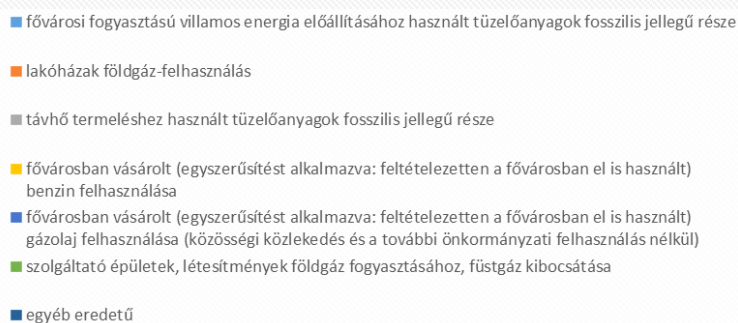 fővárosi fogyasztású villamos energia előállításához használt tüzelőanyagok fosszilis jellegű része
lakóházak földgáz-felhasználás
távhő termeléshez használt tüzelőanyagok fosszilis jellegű része
fővárosban vásárolt (egyszerűsítést alkalmazva: feltételezetten a fővárosban el is használt)
benzin felhasználása
fővárosban vásárolt (egyszerűsítést alkalmazva: feltételezetten a fővárosban el is használt)
gázolaj felhasználása (közösségi közlekedés és a további önkormányzati felhasználás nélkül)
szolgáltató épületek, létesítmények földgáz fogyasztásához, füstgáz kibocsátása
egyéb eredetű